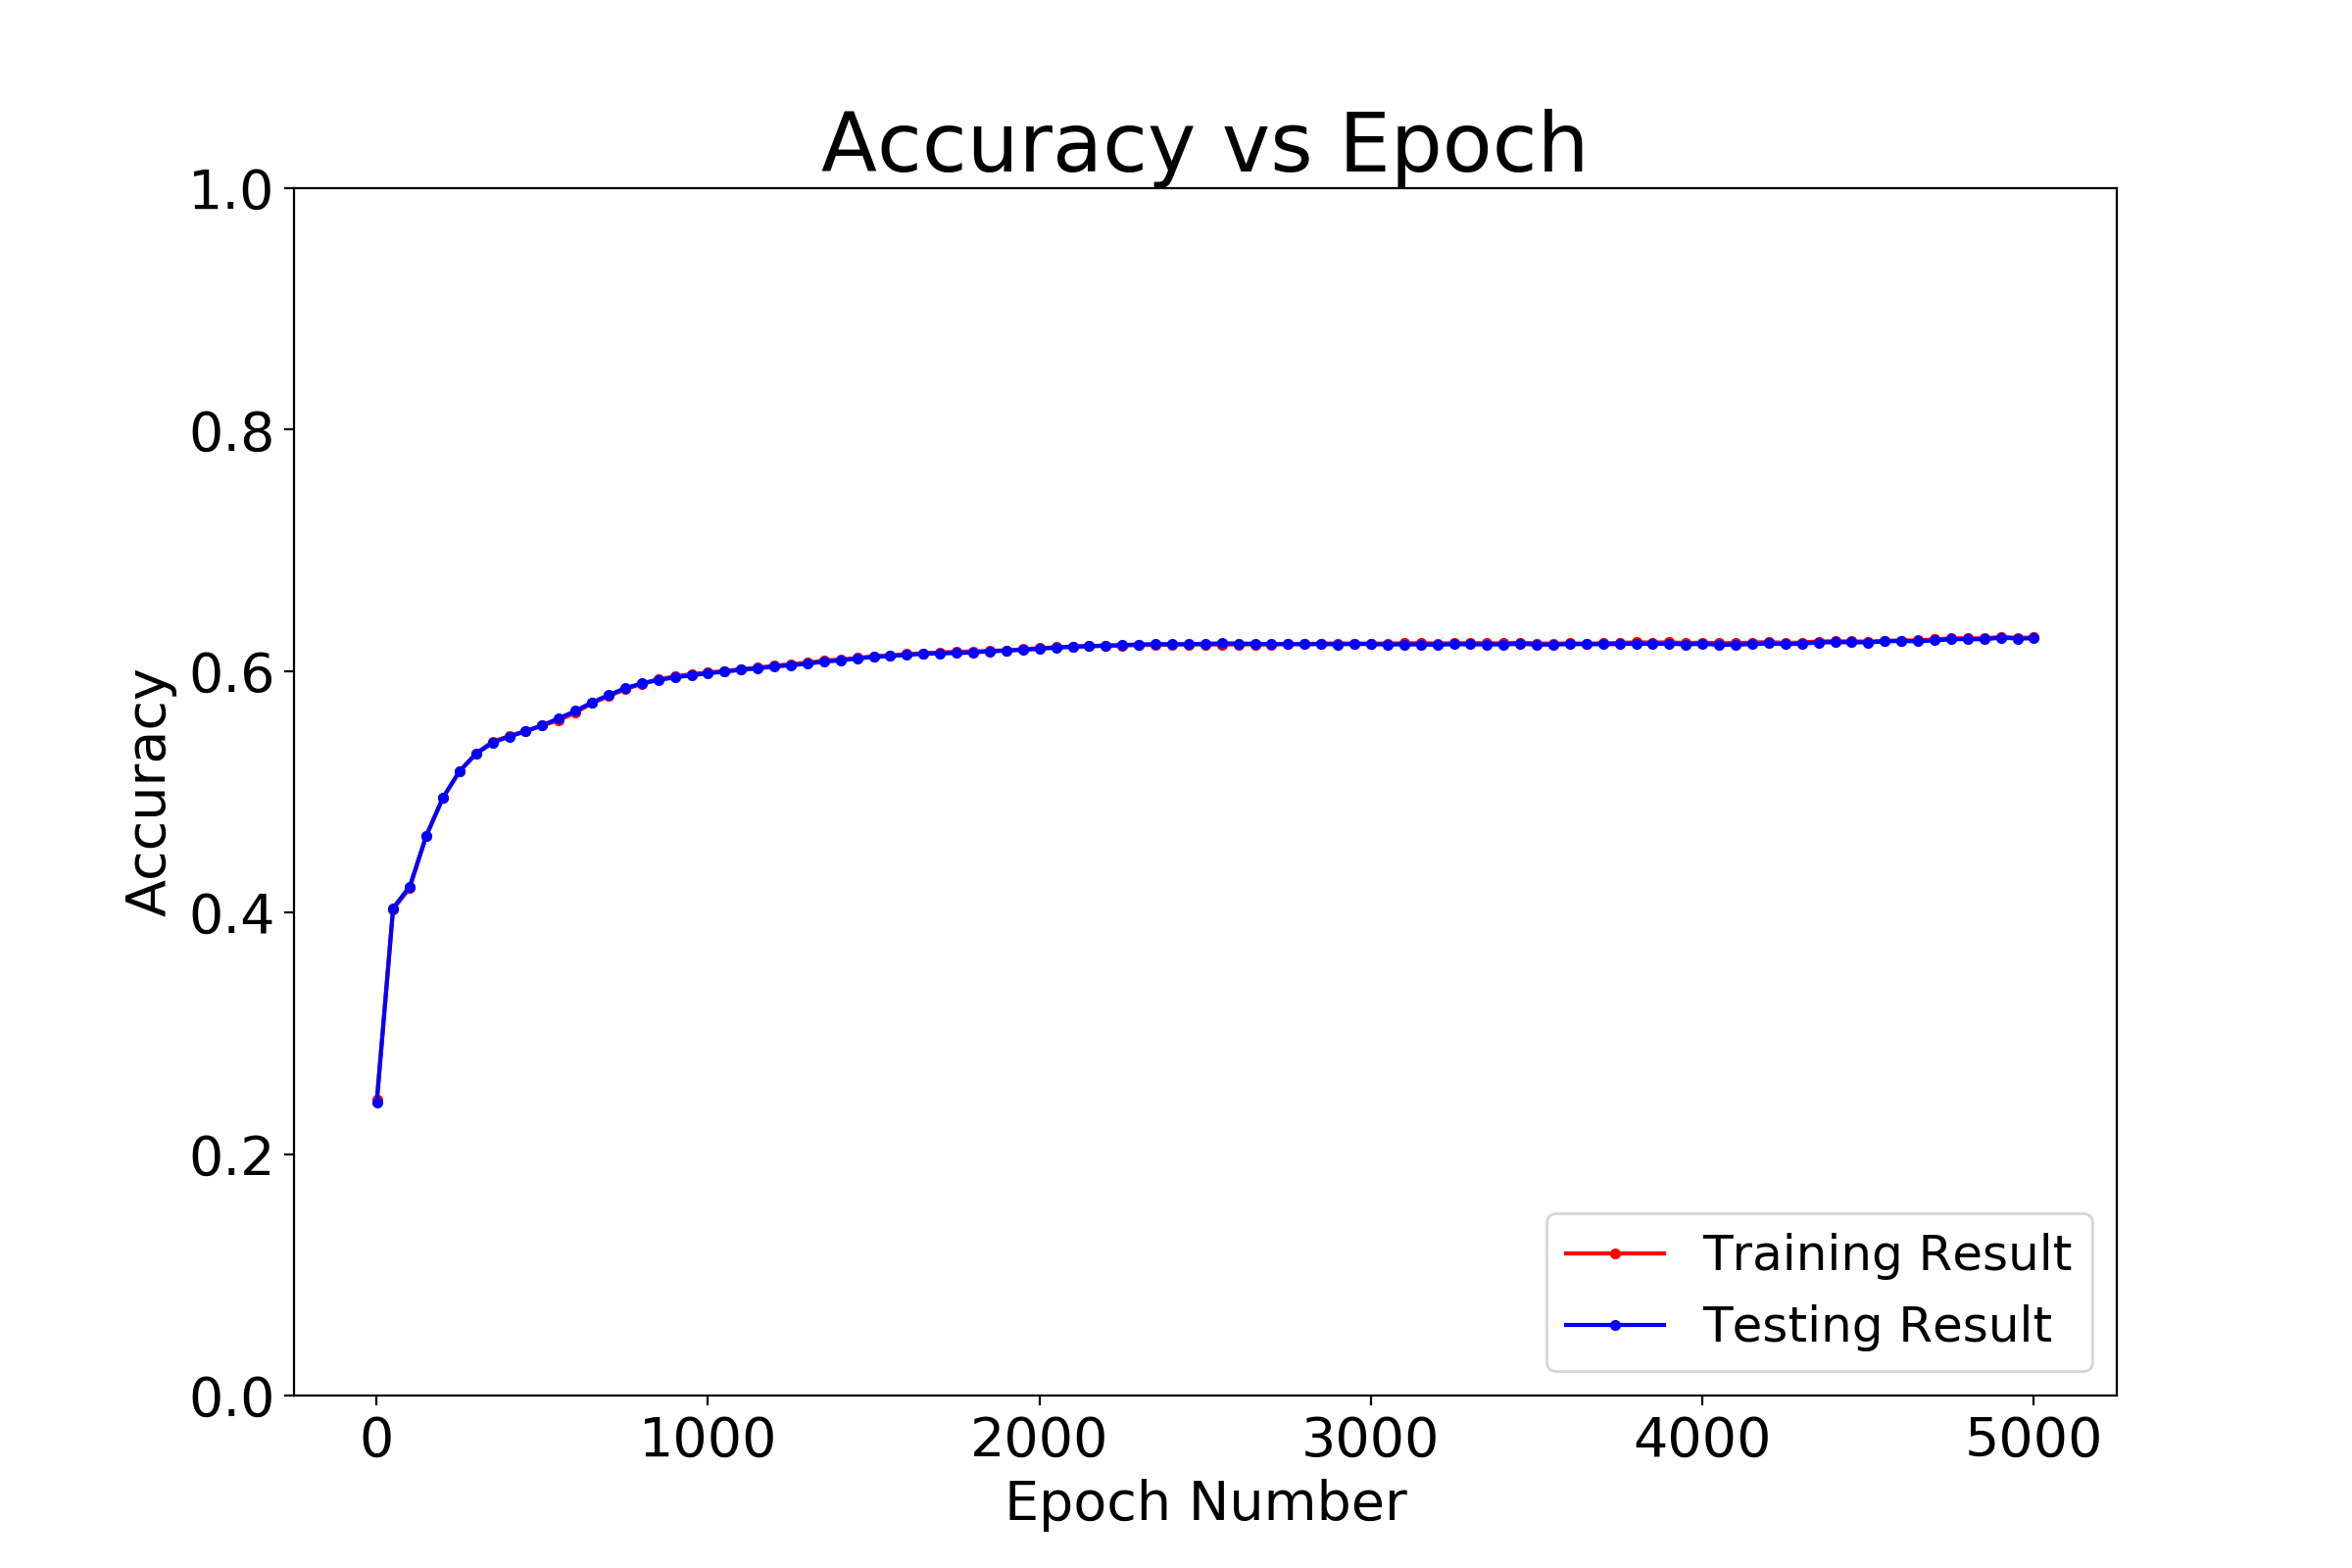 Accuracy vs Epoch
1.0
0.8
0.6
0.4
0.2
0.0
Accuracy
Training Result
Testing Result
0 1000 2000 3000 4000 5000
Epoch Number